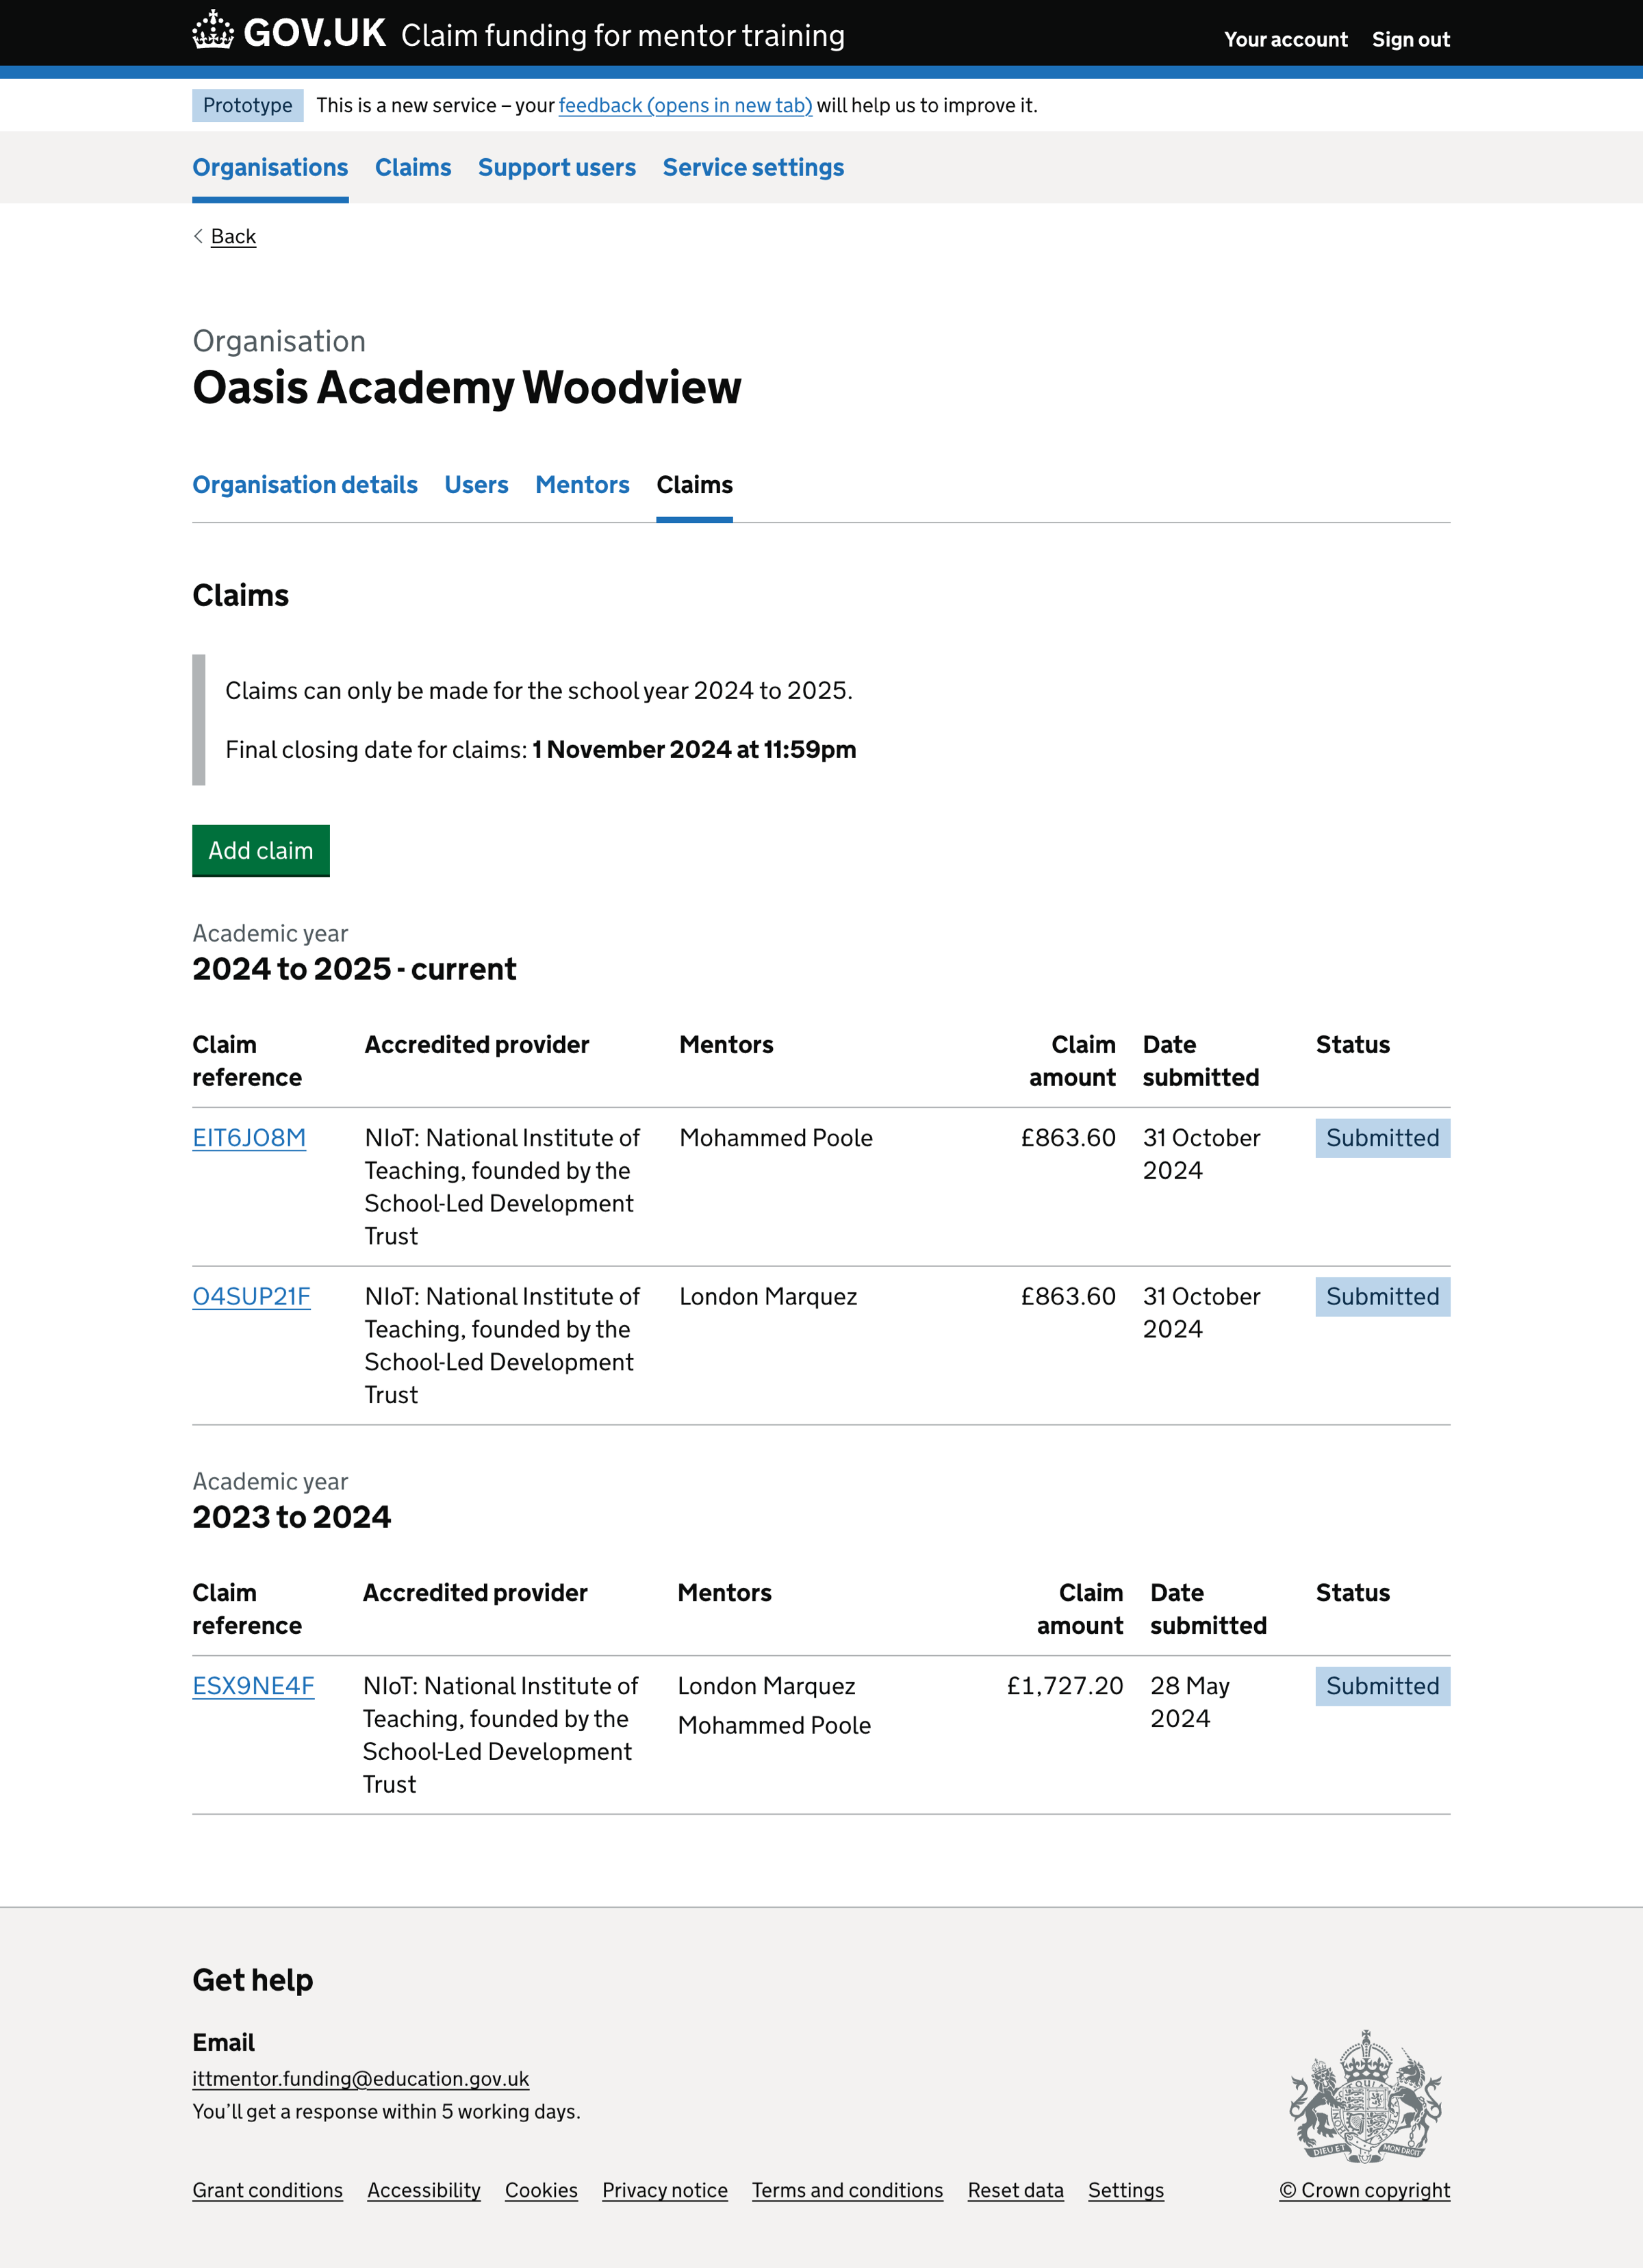 GOV.UK Claim funding for mentor training
Your account Sign out
Prototype This is a new service – your feedback (opens in new tab) will help us to improve it.
Organisations Claims Support users Service settings
Back
Organisation
Oasis Academy Woodview
Organisation details Users Mentors Claims
Claims
Claims can only be made for the school year 2024 to 2025.
Final closing date for claims: 1 November 2024 at 11:59pm
Add claim
Academic year
2024 to 2025 - current
Claim reference Accredited provider Mentors Claim amount Date submitted Status
EIT6JO8M NIoT: National Institute of Teaching, founded by the School-Led Development Trust Mohammed Poole £863.60 31 October 2024 Submitted
O4SUP21F NIoT: National Institute of Teaching, founded by the School-Led Development Trust London Marquez £863.60 31 October 2024 Submitted
Academic year
2023 to 2024
Claim reference Accredited provider Mentors Claim amount Date submitted Status
ESX9NE4F NIoT: National Institute of Teaching, founded by the School-Led Development Trust London Marquez Mohammed Poole £1,727.20 28 May 2024 Submitted
Get help
Email
ittmentor.funding@education.gov.uk
You’ll get a response within 5 working days.
DIEU ET MON DROIT
Grant conditions Accessibility Cookies Privacy notice Terms and conditions Reset data Settings
© Crown copyright